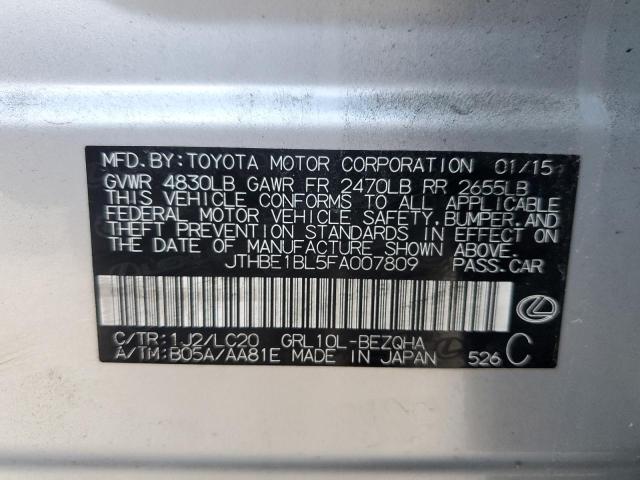 MFD. BY: TOYOTA MOTOR CORPORATION 01/15
GVWR 4830LB GAWR FR 2470LB RR 2655LB
THIS VEHICLE CONFORMS TO ALL APPLICABLE
FEDERAL MOTOR VEHICLE SAFETY, BUMPER, AND
THEFT PREVENTION STANDARDS IN EFFECT ON
THE DATE OF MANUFACTURE SHOWN ABOVE.
JTHBE1BL5FA007809 PASS. CAR
C/TR: 1J2/LC20 GRL10L-BEZQHA
A/TM: B05A/AA81E MADE IN JAPAN 526 C